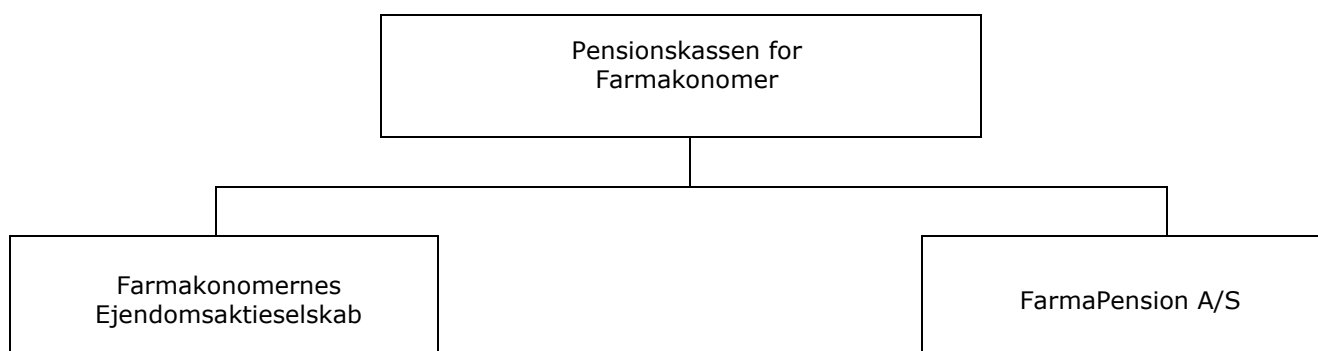 Pensionskassen for
Farmakonomer
Farmakonomernes
Ejendomsaktieselskab
FarmaPension A/S